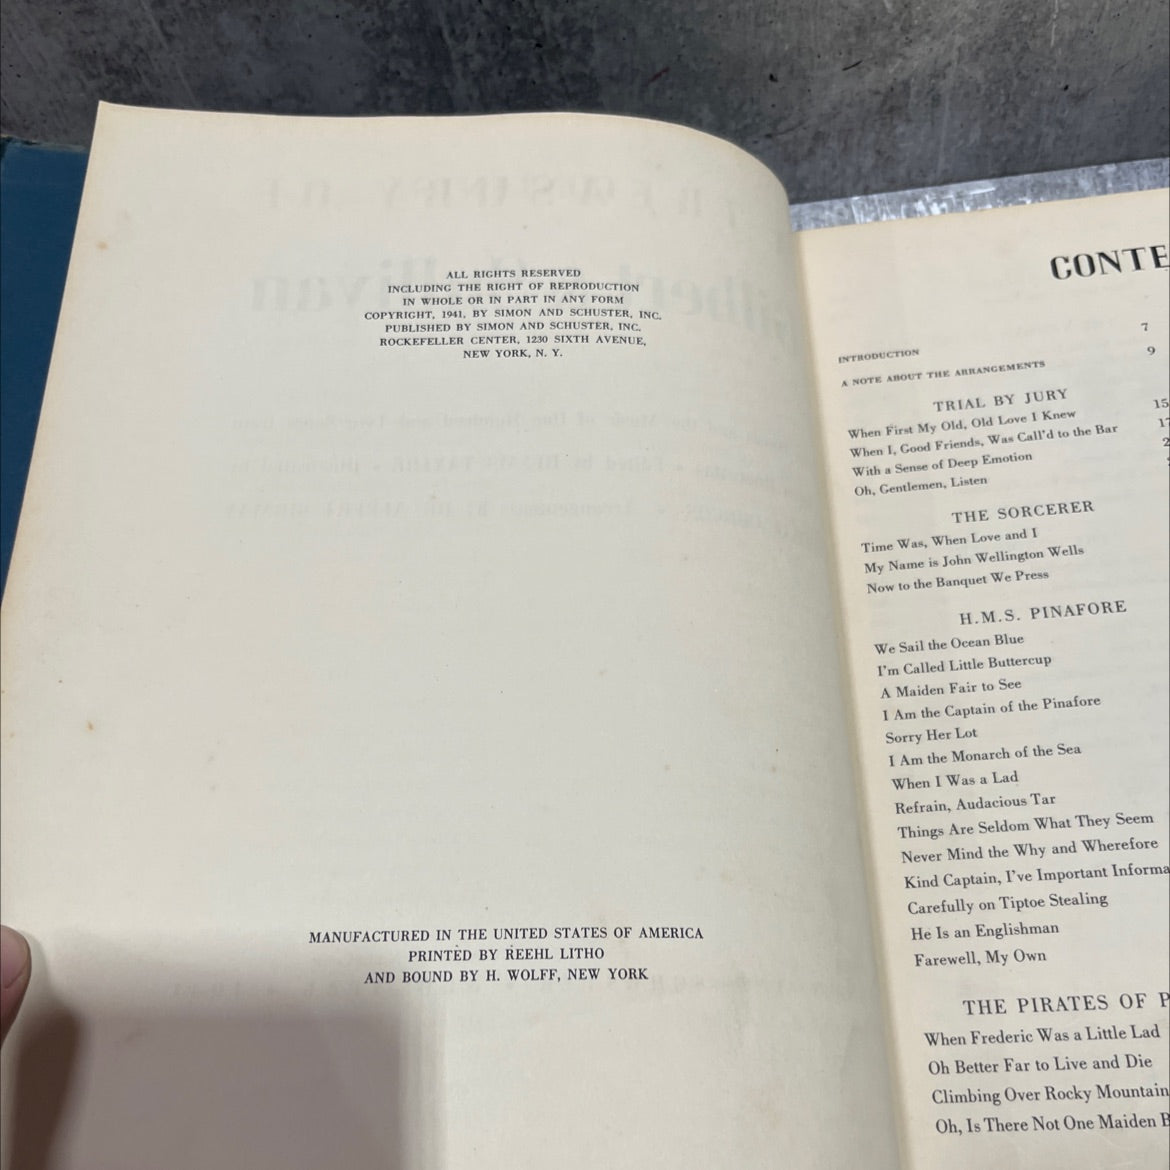 ALL RIGHTS RESERVED
INCLUDING THE RIGHT OF REPRODUCTION
IN WHOLE OR IN PART IN ANY FORM
COPYRIGHT, 1941, BY SIMON AND SCHUSTER, INC.
PUBLISHED BY SIMON AND SCHUSTER, INC.
ROCKEFELLER CENTER, 1230 SIXTH AVENUE,
NEW YORK, N. Y.
MANUFACTURED IN THE UNITED STATES OF AMERICA
PRINTED BY REEHL LITHO
AND BOUND BY H. WOLFF, NEW YORK
CONTE
INTRODUCTION 7
A NOTE ABOUT THE ARRANGEMENTS 9
TRIAL BY JURY
When First My Old, Old Love I Knew 15
When I, Good Friends, Was Call'd to the Bar 17
With a Sense of Deep Emotion 2
Oh, Gentlemen, Listen
THE SORCERER
Time Was, When Love and I
My Name is John Wellington Wells
Now to the Banquet We Press
H.M.S. PINAFORE
We Sail the Ocean Blue
I'm Called Little Buttercup
A Maiden Fair to See
I Am the Captain of the Pinafore
Sorry Her Lot
I Am the Monarch of the Sea
When I Was a Lad
Refrain, Audacious Tar
Things Are Seldom What They Seem
Never Mind the Why and Wherefore
Kind Captain, I've Important Informa
Carefully on Tiptoe Stealing
He Is an Englishman
Farewell, My Own
THE PIRATES OF P
When Frederic Was a Little Lad
Oh Better Far to Live and Die
Climbing Over Rocky Mountain
Oh, Is There Not One Maiden B